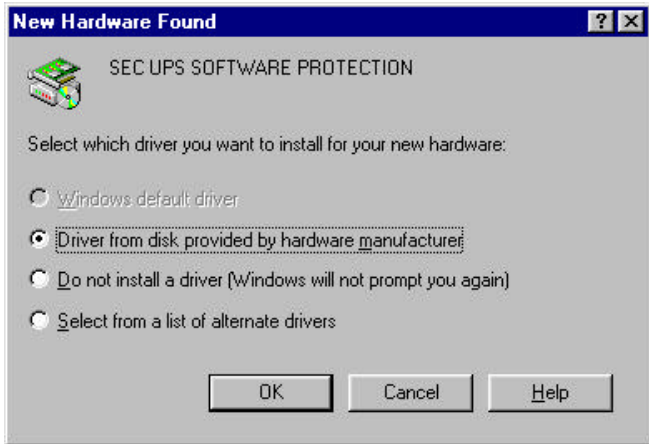 New Hardware Found
SEC UPS SOFTWARE PROTECTION
Select which driver you want to install for your new hardware:
Windows default driver
Driver from disk provided by hardware manufacturer
Do not install a driver (Windows will not prompt you again)
Select from a list of alternate drivers
OK Cancel Help